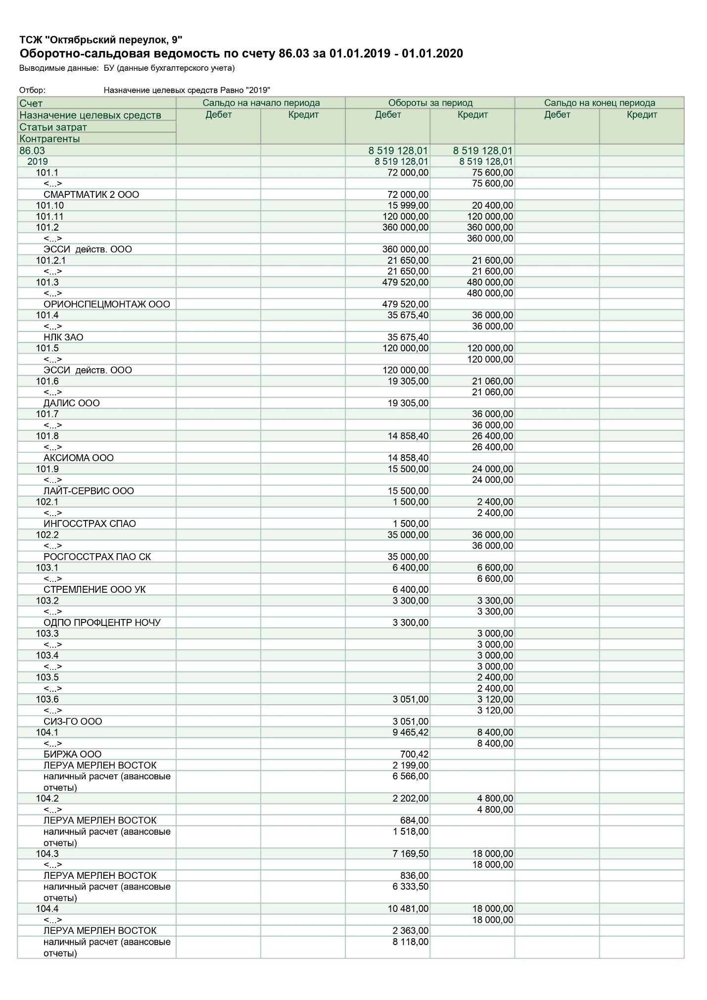 ТСЖ "Октябрьский переулок, 9"
Оборотно-сальдовая ведомость по счету 86.03 за 01.01.2019 - 01.01.2020
Выводимые данные: БУ (данные бухгалтерского учета)
Отбор: Назначение целевых средств Равно "2019"
Счет Сальдо на начало периода Обороты за период Сальдо на конец периода
Назначение целевых средств Дебет Кредит Дебет Кредит Дебет Кредит
Статьи затрат
Контрагенты
86.03 8 519 128,01 8 519 128,01
2019 8 519 128,01 8 519 128,01
101.1 72 000,00 75 600,00
<...> 75 600,00
СМАРТМАТИК 2 ООО 72 000,00
101.10 15 999,00 20 400,00
101.11 120 000,00 120 000,00
101.2 360 000,00 360 000,00
<...> 360 000,00
ЭССИ действ. ООО 360 000,00
101.2.1 21 650,00 21 600,00
<...> 21 650,00 21 600,00
101.3 479 520,00 480 000,00
<...> 480 000,00
ОРИОНСПЕЦМОНТАЖ ООО 479 520,00
101.4 35 675,40 36 000,00
<...> 36 000,00
НЛК ЗАО 35 675,40
101.5 120 000,00 120 000,00
<...> 120 000,00
ЭССИ действ. ООО 120 000,00
101.6 19 305,00 21 060,00
<...> 21 060,00
ДАЛИС ООО 19 305,00
101.7 36 000,00
<...> 36 000,00
101.8 14 858,40 26 400,00
<...> 26 400,00
АКСИОМА ООО 14 858,40
101.9 15 500,00 24 000,00
<...> 24 000,00
ЛАЙТ-СЕРВИС ООО 15 500,00
102.1 1 500,00 2 400,00
<...> 2 400,00
ИНГОССТРАХ СПАО 1 500,00
102.2 35 000,00 36 000,00
<...> 36 000,00
РОСГОССТРАХ ПАО СК 35 000,00
103.1 6 400,00 6 600,00
<...> 6 600,00
СТРЕМЛЕНИЕ ООО УК 6 400,00
103.2 3 300,00 3 300,00
<...> 3 300,00
ОДПО ПРОФЦЕНТР НОЧУ 3 300,00
103.3 3 000,00
<...> 3 000,00
103.4 3 000,00
<...> 3 000,00
103.5 2 400,00
<...> 2 400,00
103.6 3 051,00 3 120,00
<...> 3 120,00
СИЗ-ГО ООО 3 051,00
104.1 9 465,42 8 400,00
<...> 8 400,00
БИРЖА ООО 700,42
ЛЕРУА МЕРЛЕН ВОСТОК 2 199,00
наличный расчет (авансовые 6 566,00
отчеты)
104.2 2 202,00 4 800,00
<...> 4 800,00
ЛЕРУА МЕРЛЕН ВОСТОК 684,00
наличный расчет (авансовые 1 518,00
отчеты)
104.3 7 169,50 18 000,00
<...> 18 000,00
ЛЕРУА МЕРЛЕН ВОСТОК 836,00
наличный расчет (авансовые 6 333,50
отчеты)
104.4 10 481,00 18 000,00
<...> 18 000,00
ЛЕРУА МЕРЛЕН ВОСТОК 2 363,00
наличный расчет (авансовые 8 118,00
отчеты)